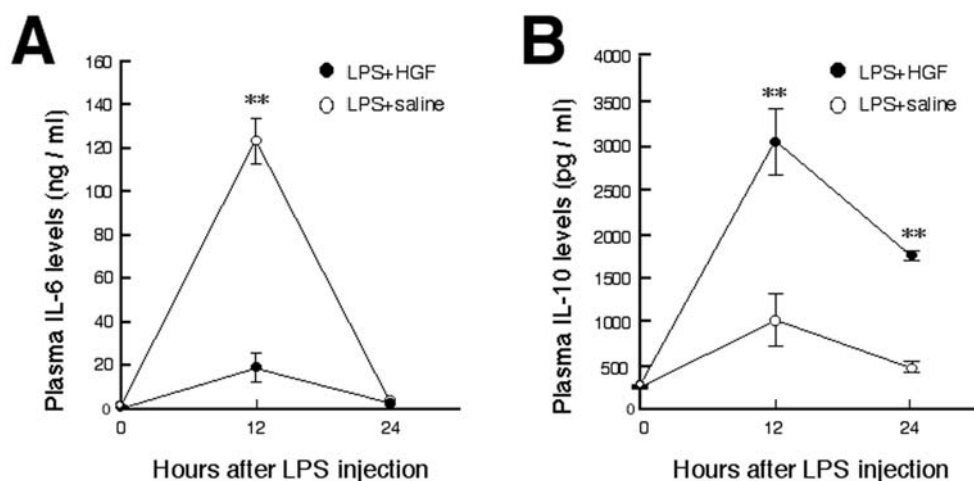 A
160
140
120
100
80
60
40
20
0
Plasma IL-6 levels (ng / ml)
LPS+HGF
LPS+saline
**
0 12 24
Hours after LPS injection
B
4000
3500
3000
2500
2000
1500
1000
500
0
Plasma IL-10 levels (pg / ml)
LPS+HGF
LPS+saline
**
**
0 12 24
Hours after LPS injection